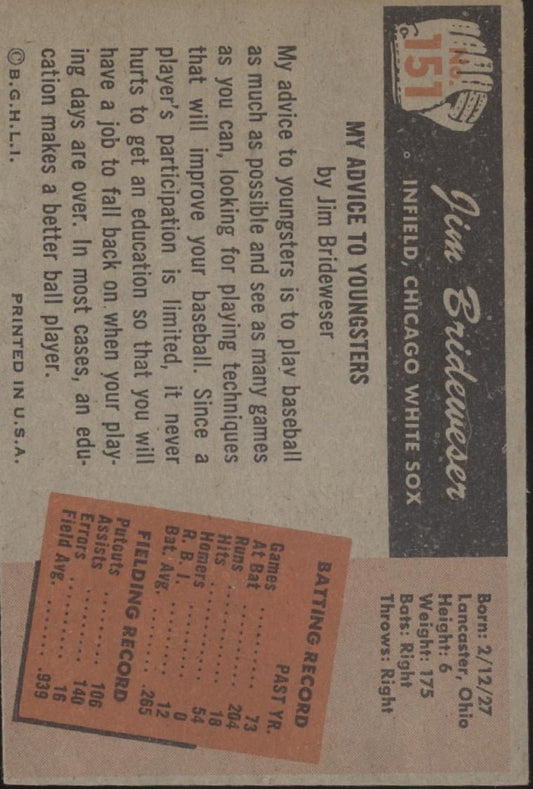 NO.
151
Jim Brideweser
INFIELD, CHICAGO WHITE SOX
Born: 2/12/27
Lancaster, Ohio
Height: 6
Weight: 175
Bats: Right
Throws: Right
MY ADVICE TO YOUNGSTERS
by Jim Brideweser
My advice to youngsters is to play baseball
as much as possible and see as many games
as you can, looking for playing techniques
that will improve your baseball. Since a
player's participation is limited, it never
hurts to get an education so that you will
have a job to fall back on when your play-
ing days are over. In most cases, an edu-
cation makes a better ball player.
©B.G.H.L.I. PRINTED IN U.S.A.
BATTING RECORD
PAST YR.
Games ........ 73
At Bat ........ 204
Runs ........ 18
Hits ........ 54
Homers ........ 0
R. B. I. ........ 12
Bat. Avg. ........ .265
FIELDING RECORD
Putouts ........ 106
Assists ........ 140
Errors ........ 16
Field Avg. ........ .939